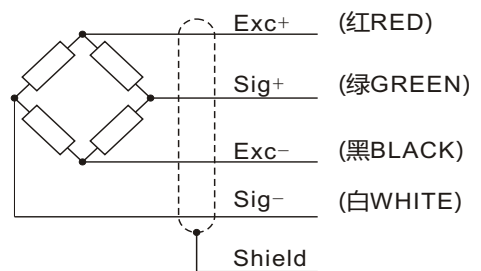 Exc+ (红RED)
Sig+ (绿GREEN)
Exc− (黑BLACK)
Sig− (白WHITE)
Shield